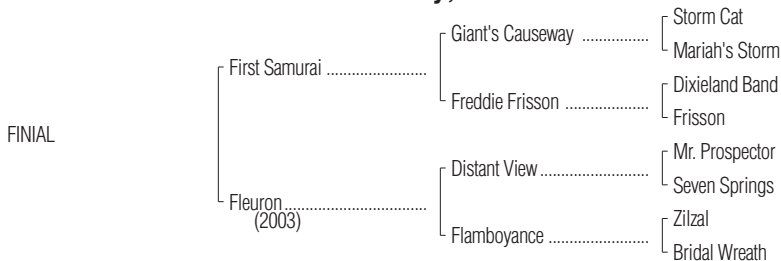 Storm Cat
Giant's Causeway ................
Mariah's Storm
First Samurai ........................
Dixieland Band
Freddie Frisson ....................
Frisson
FINIAL
Mr. Prospector
Distant View..........................
Seven Springs
Fleuron..................................
(2003)
Zilzal
Flamboyance ........................
Bridal Wreath